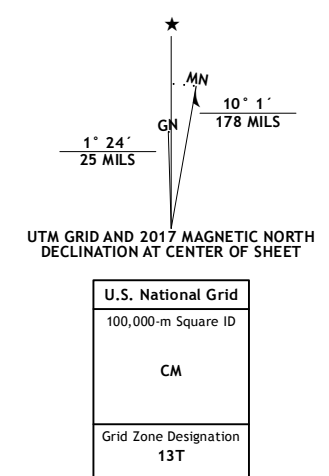 ★
MN
GN
10° 1´
178 MILS
1° 24´
25 MILS
UTM GRID AND 2017 MAGNETIC NORTH
DECLINATION AT CENTER OF SHEET
U.S. National Grid
100,000-m Square ID
CM
Grid Zone Designation
13T